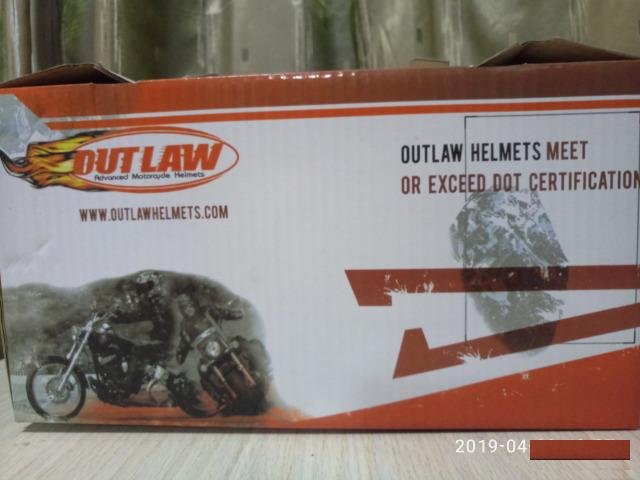 OUTLAW
Advanced Motorcycle Helmets
WWW.OUTLAWHELMETS.COM
OUTLAW HELMETS MEET
OR EXCEED DOT CERTIFICATION
2019-04